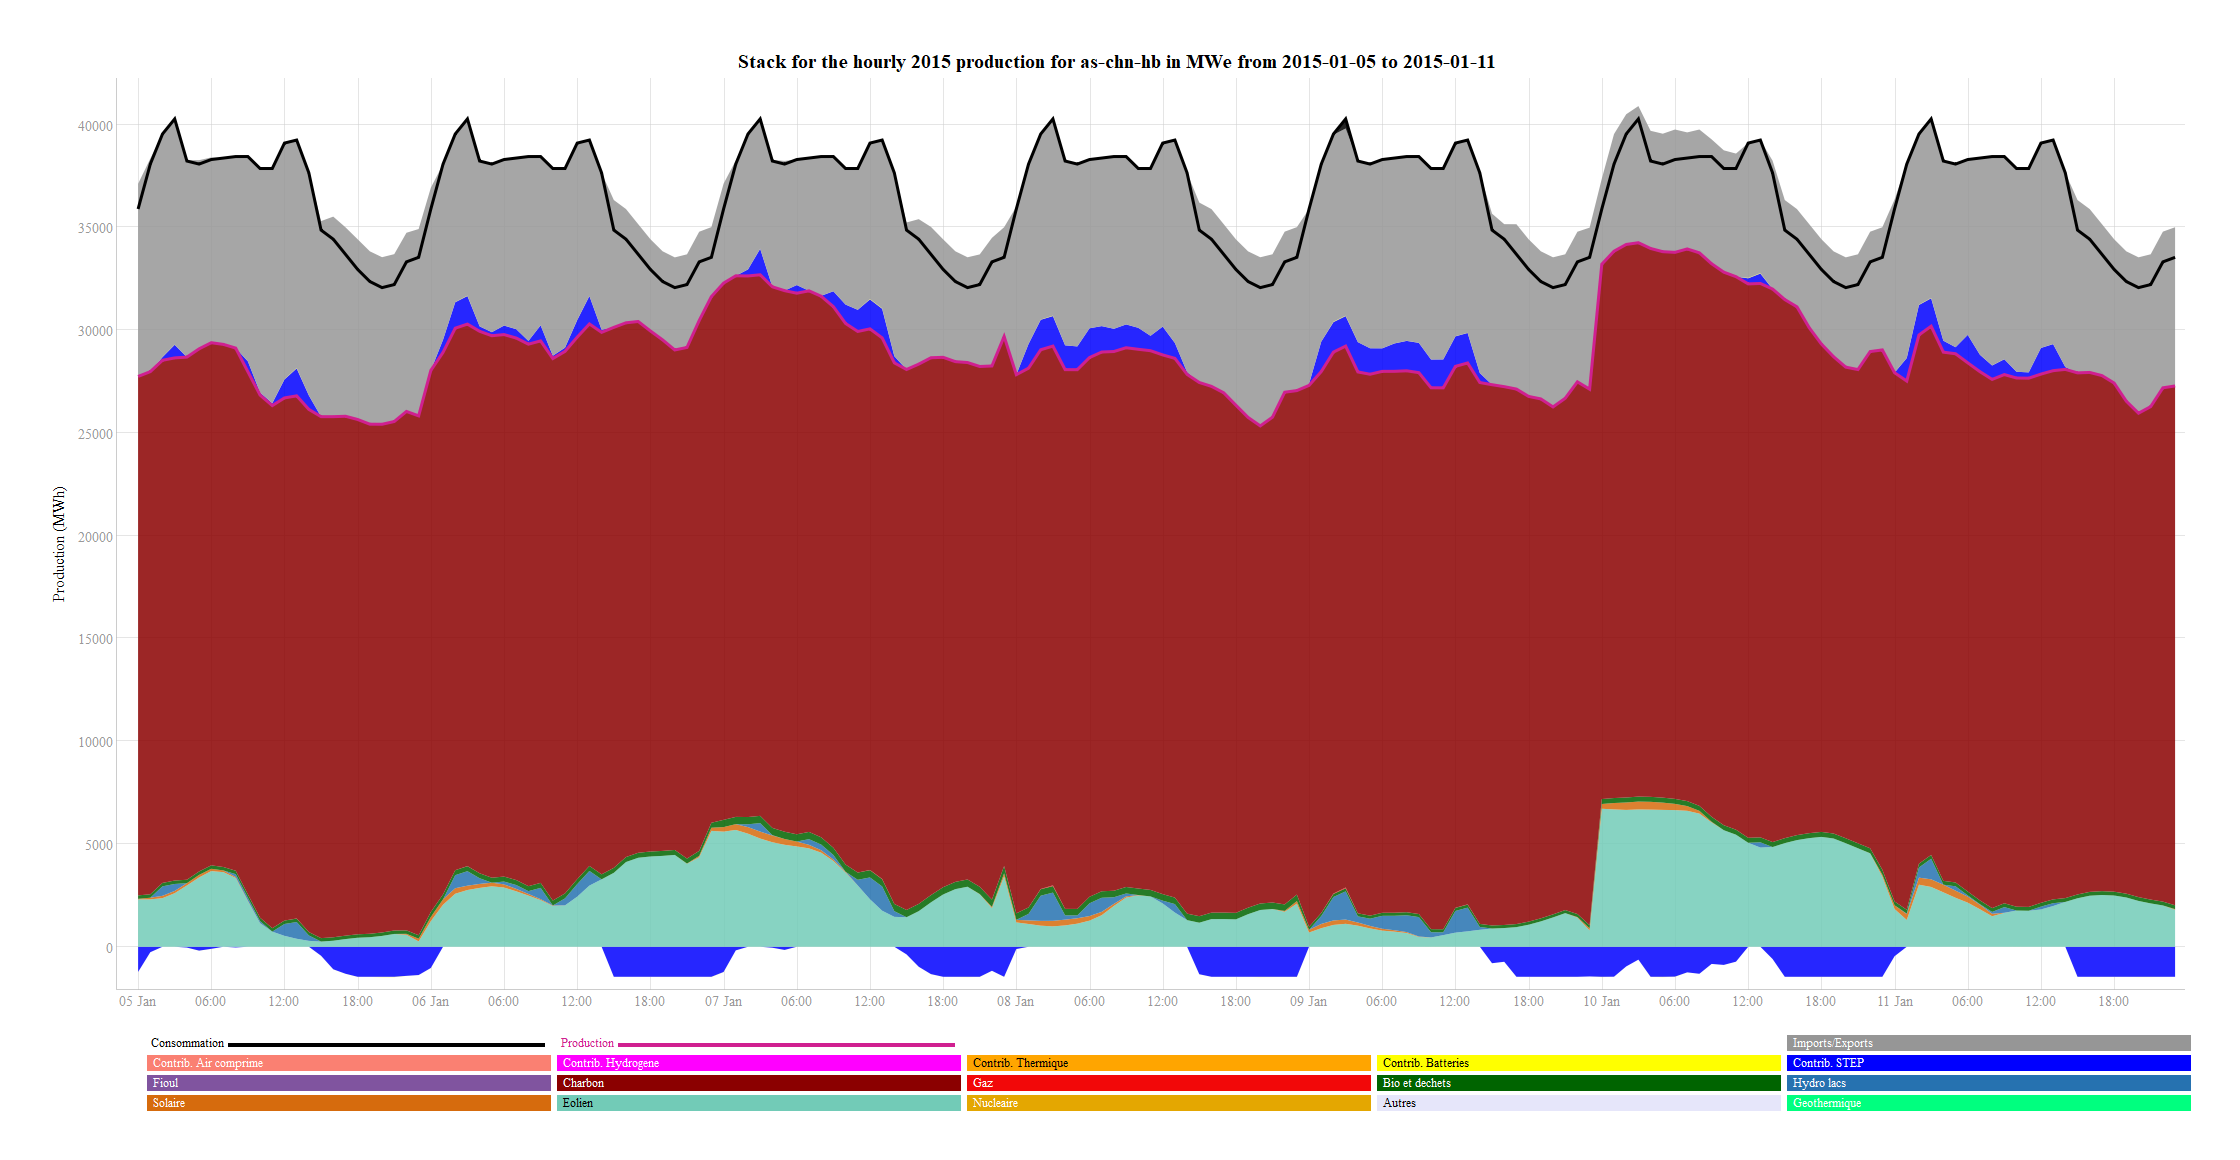 Stack for the hourly 2015 production for as-chn-hb in MWe from 2015-01-05 to 2015-01-11
Production (MWh)
40000
35000
30000
25000
20000
15000
10000
5000
0
05 Jan 06:00 12:00 18:00 06 Jan 06:00 12:00 18:00 07 Jan 06:00 12:00 18:00 08 Jan 06:00 12:00 18:00 09 Jan 06:00 12:00 18:00 10 Jan 06:00 12:00 18:00 11 Jan 06:00 12:00 18:00
Consommation Production Imports/Exports
Contrib. Air comprime Contrib. Hydrogene Contrib. Thermique Contrib. Batteries Contrib. STEP
Fioul Charbon Gaz Bio et dechets Hydro lacs
Solaire Eolien Nucleaire Autres Geothermique